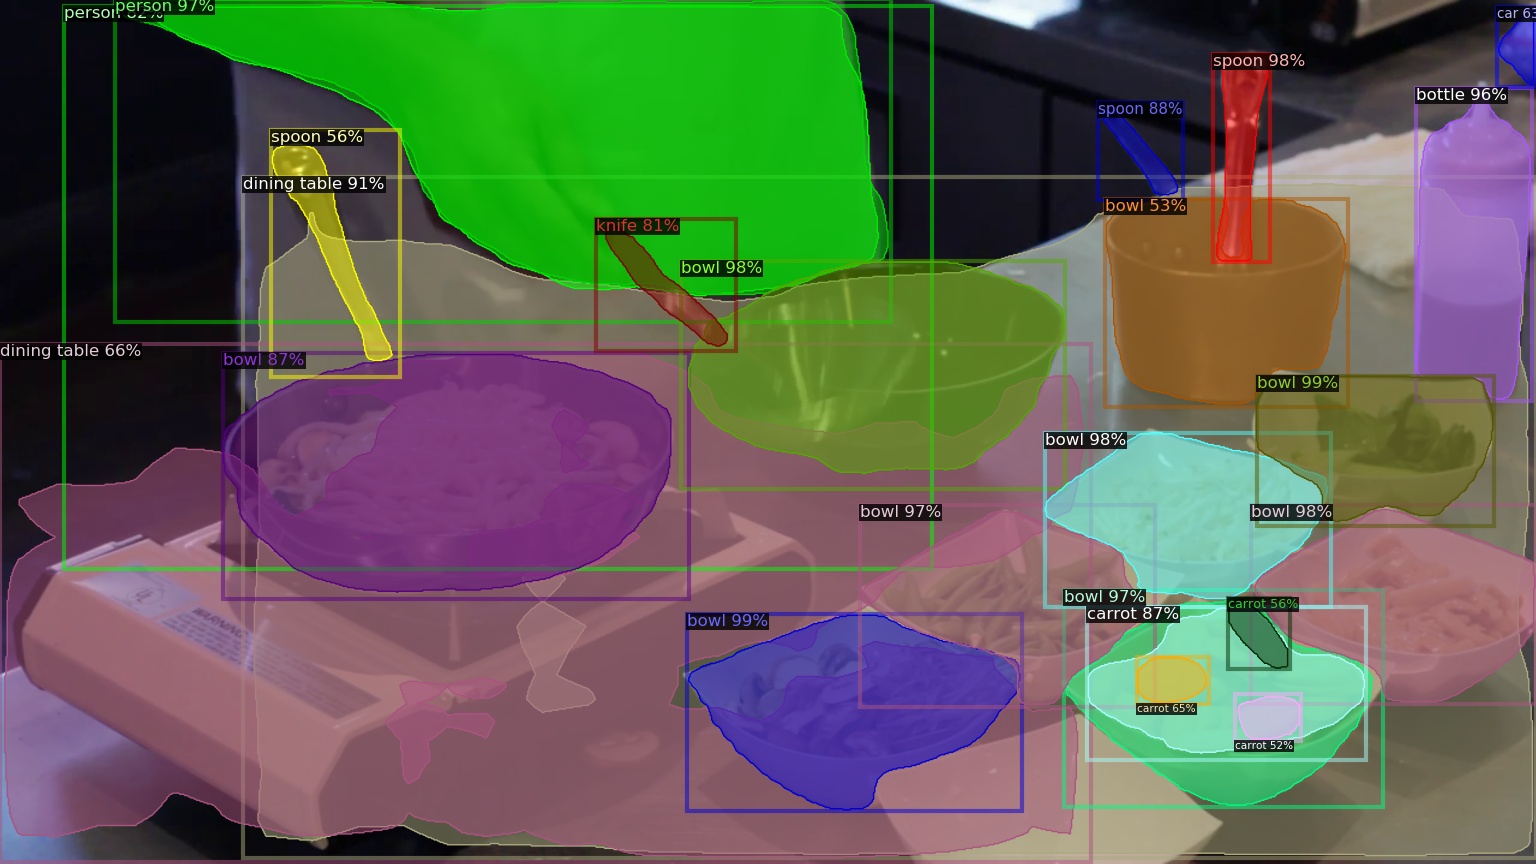 person 82%
person 97%
car 63
spoon 98%
bottle 96%
spoon 88%
spoon 56%
dining table 91%
bowl 53%
knife 81%
bowl 98%
dining table 66%
bowl 87%
bowl 99%
bowl 98%
bowl 97%
bowl 98%
bowl 97%
carrot 56%
carrot 87%
bowl 99%
carrot 65%
carrot 52%
WARNING